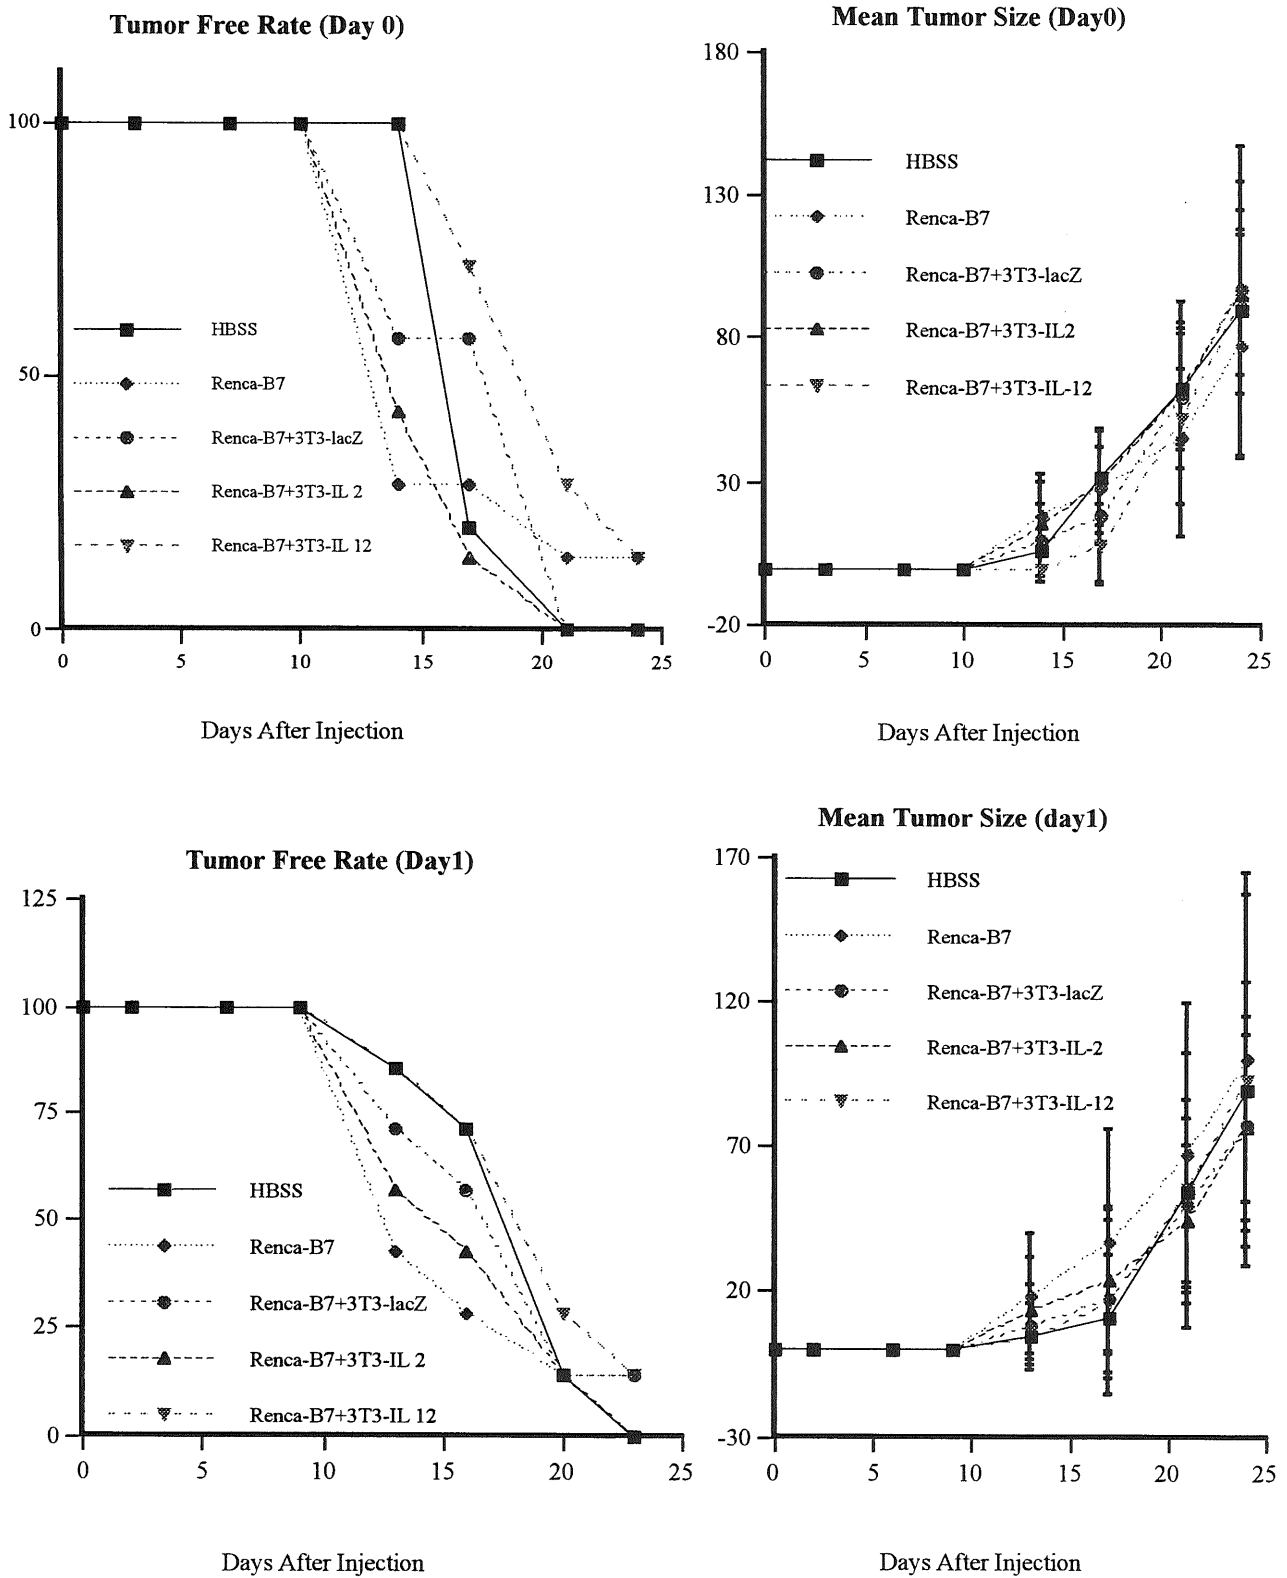 Tumor Free Rate (Day 0)
100
50
0
HBSS
Renca-B7
Renca-B7+3T3-lacZ
Renca-B7+3T3-IL 2
Renca-B7+3T3-IL 12
0 5 10 15 20 25
Days After Injection
Mean Tumor Size (Day0)
180
130
80
30
-20
HBSS
Renca-B7
Renca-B7+3T3-lacZ
Renca-B7+3T3-IL2
Renca-B7+3T3-IL-12
0 5 10 15 20 25
Days After Injection
Tumor Free Rate (Day1)
125
100
75
50
25
0
HBSS
Renca-B7
Renca-B7+3T3-lacZ
Renca-B7+3T3-IL 2
Renca-B7+3T3-IL 12
0 5 10 15 20 25
Days After Injection
Mean Tumor Size (day1)
170
120
70
20
-30
HBSS
Renca-B7
Renca-B7+3T3-lacZ
Renca-B7+3T3-IL-2
Renca-B7+3T3-IL-12
0 5 10 15 20 25
Days After Injection